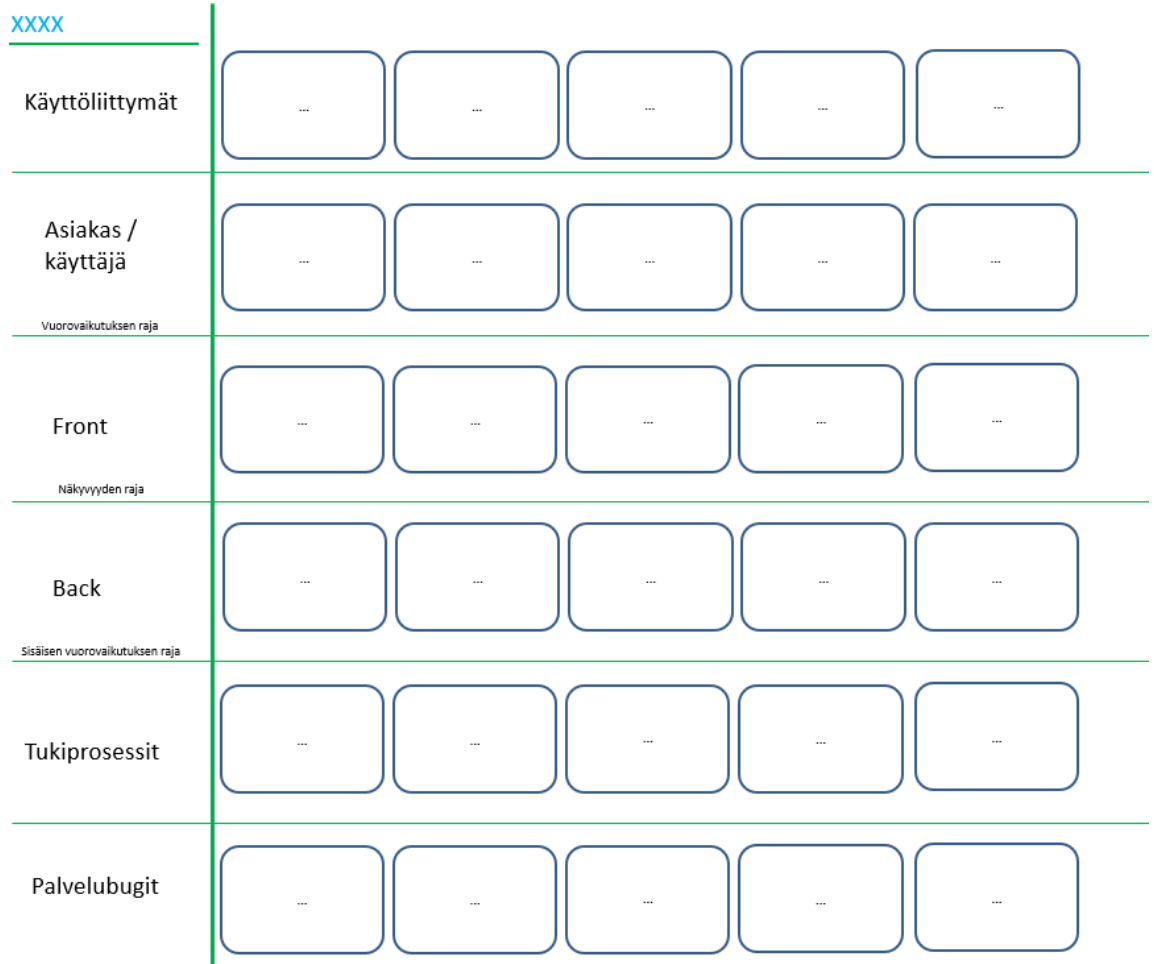 XXXX
Käyttöliittymät
... ... ... ... ...
Asiakas /
käyttäjä
... ... ... ... ...
Vuorovaikutuksen raja
Front
... ... ... ... ...
Näkyvyyden raja
Back
... ... ... ... ...
Sisäisen vuorovaikutuksen raja
Tukiprosessit
... ... ... ... ...
Palvelubugit
... ... ... ... ...